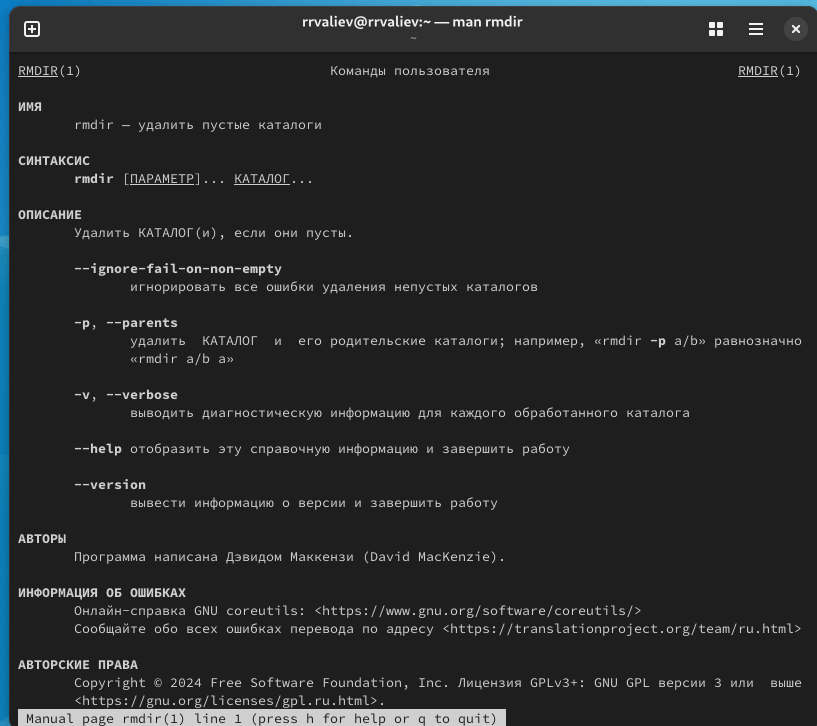 rrvaliev@rrvaliev:~ — man rmdir
~
RMDIR(1) Команды пользователя RMDIR(1)
ИМЯ
rmdir — удалить пустые каталоги
СИНТАКСИС
rmdir [ПАРАМЕТР]... КАТАЛОГ...
ОПИСАНИЕ
Удалить КАТАЛОГ(и), если они пусты.
--ignore-fail-on-non-empty
игнорировать все ошибки удаления непустых каталогов
-p, --parents
удалить КАТАЛОГ и его родительские каталоги; например, «rmdir -p a/b» равнозначно
«rmdir a/b a»
-v, --verbose
выводить диагностическую информацию для каждого обработанного каталога
--help отобразить эту справочную информацию и завершить работу
--version
вывести информацию о версии и завершить работу
АВТОРЫ
Программа написана Дэвидом Маккензи (David MacKenzie).
ИНФОРМАЦИЯ ОБ ОШИБКАХ
Онлайн-справка GNU coreutils: <https://www.gnu.org/software/coreutils/>
Сообщайте обо всех ошибках перевода по адресу <https://translationproject.org/team/ru.html>
АВТОРСКИЕ ПРАВА
Copyright © 2024 Free Software Foundation, Inc. Лицензия GPLv3+: GNU GPL версии 3 или выше
<https://gnu.org/licenses/gpl.ru.html>.
Manual page rmdir(1) line 1 (press h for help or q to quit)